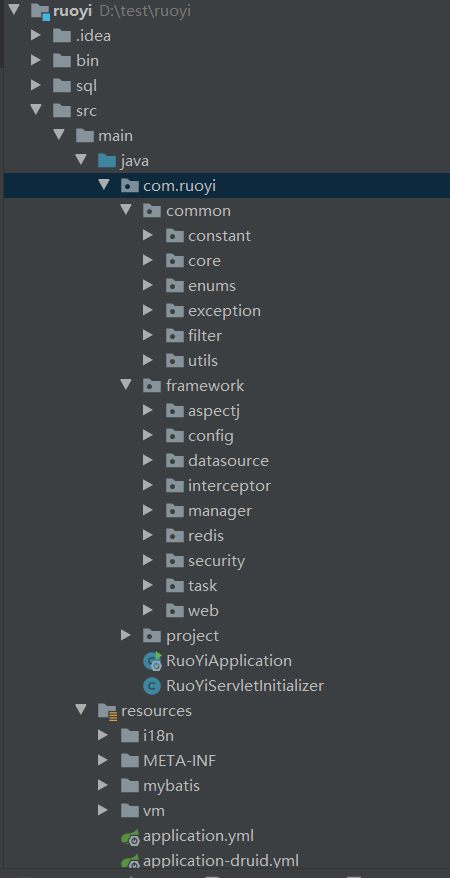 ruoyi D:\test\ruoyi
.idea
bin
sql
src
main
java
com.ruoyi
common
constant
core
enums
exception
filter
utils
framework
aspectj
config
datasource
interceptor
manager
redis
security
task
web
project
RuoYiApplication
RuoYiServletInitializer
resources
i18n
META-INF
mybatis
vm
application.yml
application-druid.yml